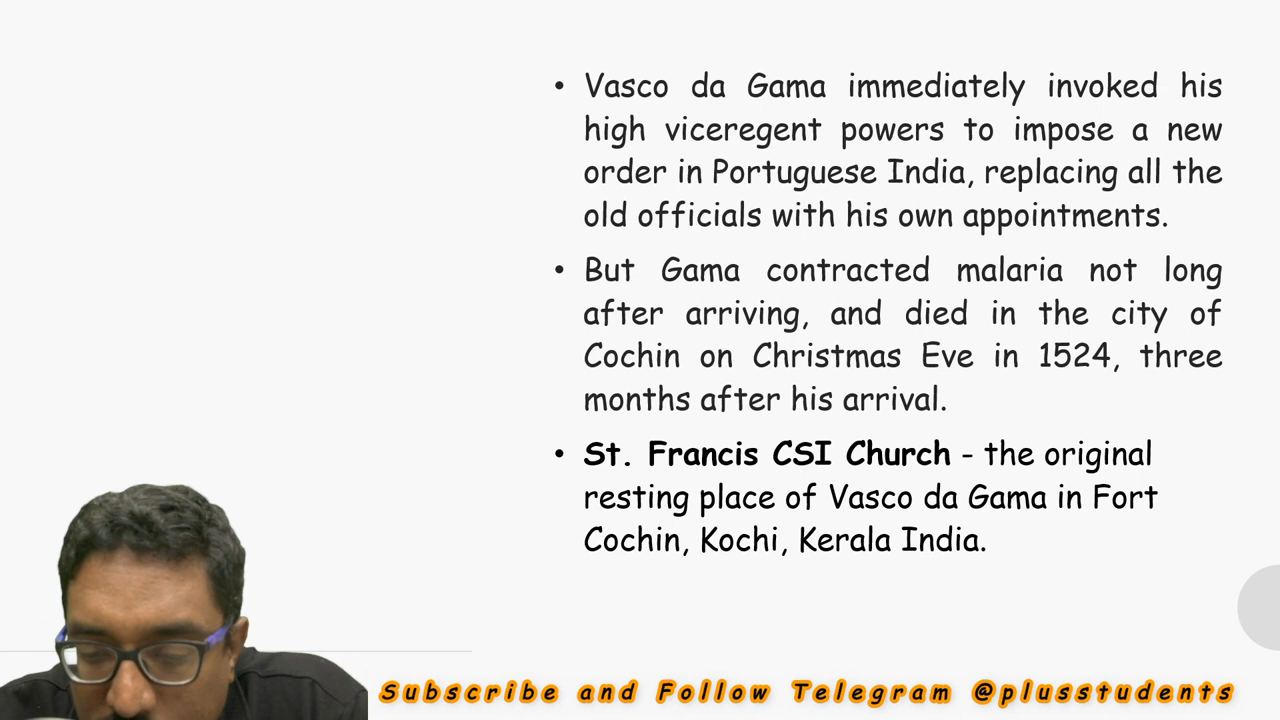 • Vasco da Gama immediately invoked his
high viceregent powers to impose a new
order in Portuguese India, replacing all the
old officials with his own appointments.
• But Gama contracted malaria not long
after arriving, and died in the city of
Cochin on Christmas Eve in 1524, three
months after his arrival.
• St. Francis CSI Church - the original
resting place of Vasco da Gama in Fort
Cochin, Kochi, Kerala India.
Subscribe and Follow Telegram @plusstudents